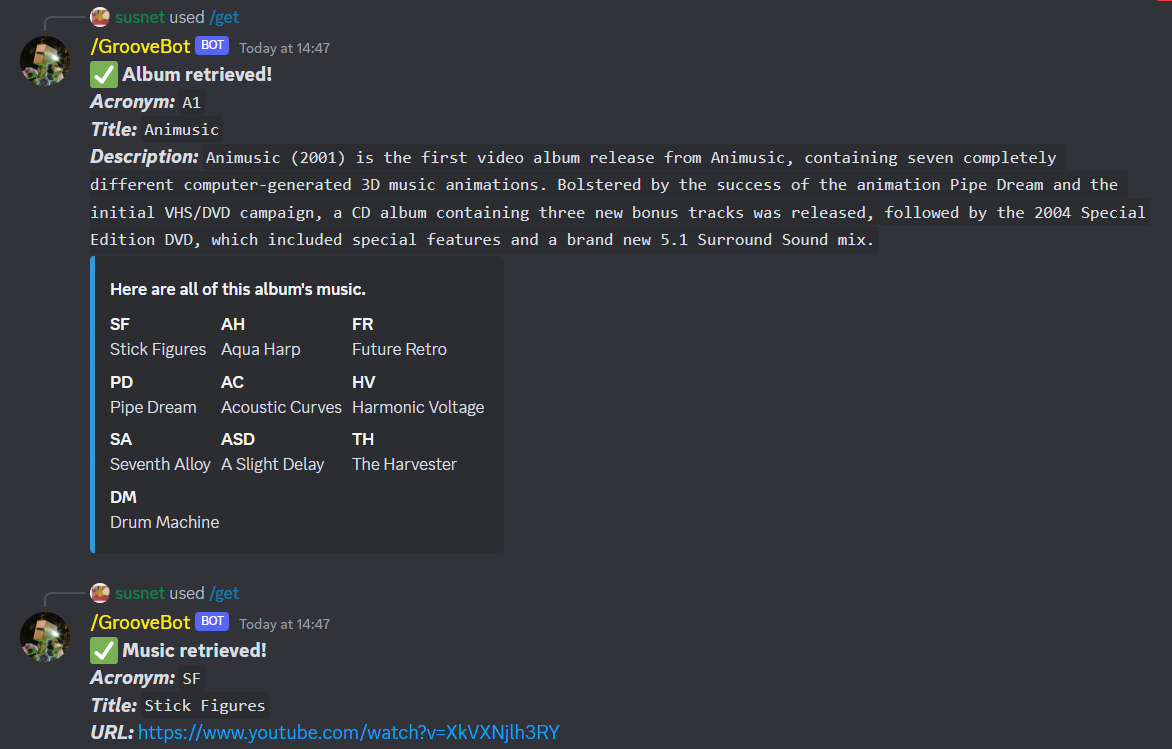 susnet used /get
/GrooveBot BOT Today at 14:47
✅ Album retrieved!
Acronym: A1
Title: Animusic
Description: Animusic (2001) is the first video album release from Animusic, containing seven completely
different computer-generated 3D music animations. Bolstered by the success of the animation Pipe Dream and the
initial VHS/DVD campaign, a CD album containing three new bonus tracks was released, followed by the 2004 Special
Edition DVD, which included special features and a brand new 5.1 Surround Sound mix.
Here are all of this album's music.
SF AH FR
Stick Figures Aqua Harp Future Retro
PD AC HV
Pipe Dream Acoustic Curves Harmonic Voltage
SA ASD TH
Seventh Alloy A Slight Delay The Harvester
DM
Drum Machine
susnet used /get
/GrooveBot BOT Today at 14:47
✅ Music retrieved!
Acronym: SF
Title: Stick Figures
URL: https://www.youtube.com/watch?v=XkVXNjlh3RY